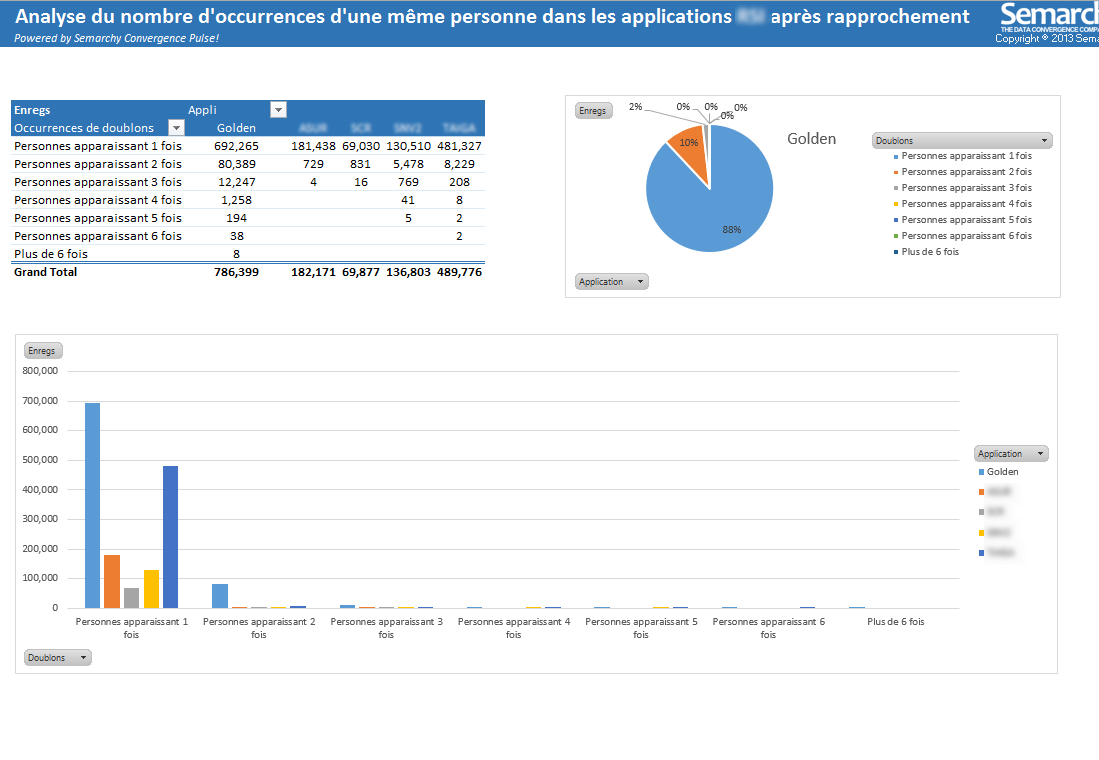 Analyse du nombre d'occurrences d'une même personne dans les applications après rapprochement
Powered by Semarchy Convergence Pulse!
Semarch
THE DATA CONVERGENCE COMP
Copyright © 2013 Sema
Enregs Appli
Occurrences de doublons Golden
Personnes apparaissant 1 fois 692,265 181,438 69,030 130,510 481,327
Personnes apparaissant 2 fois 80,389 729 831 5,478 8,229
Personnes apparaissant 3 fois 12,247 4 16 769 208
Personnes apparaissant 4 fois 1,258 41 8
Personnes apparaissant 5 fois 194 5 2
Personnes apparaissant 6 fois 38 2
Plus de 6 fois 8
Grand Total 786,399 182,171 69,877 136,803 489,776
Enregs
2% 0% 0% 0%
0%
10%
88%
Golden
Doublons
Personnes apparaissant 1 fois
Personnes apparaissant 2 fois
Personnes apparaissant 3 fois
Personnes apparaissant 4 fois
Personnes apparaissant 5 fois
Personnes apparaissant 6 fois
Plus de 6 fois
Application
Enregs
800,000
700,000
600,000
500,000
400,000
300,000
200,000
100,000
0
Personnes apparaissant 1
fois
Personnes apparaissant 2
fois
Personnes apparaissant 3
fois
Personnes apparaissant 4
fois
Personnes apparaissant 5
fois
Personnes apparaissant 6
fois
Plus de 6 fois
Application
Golden
Doublons